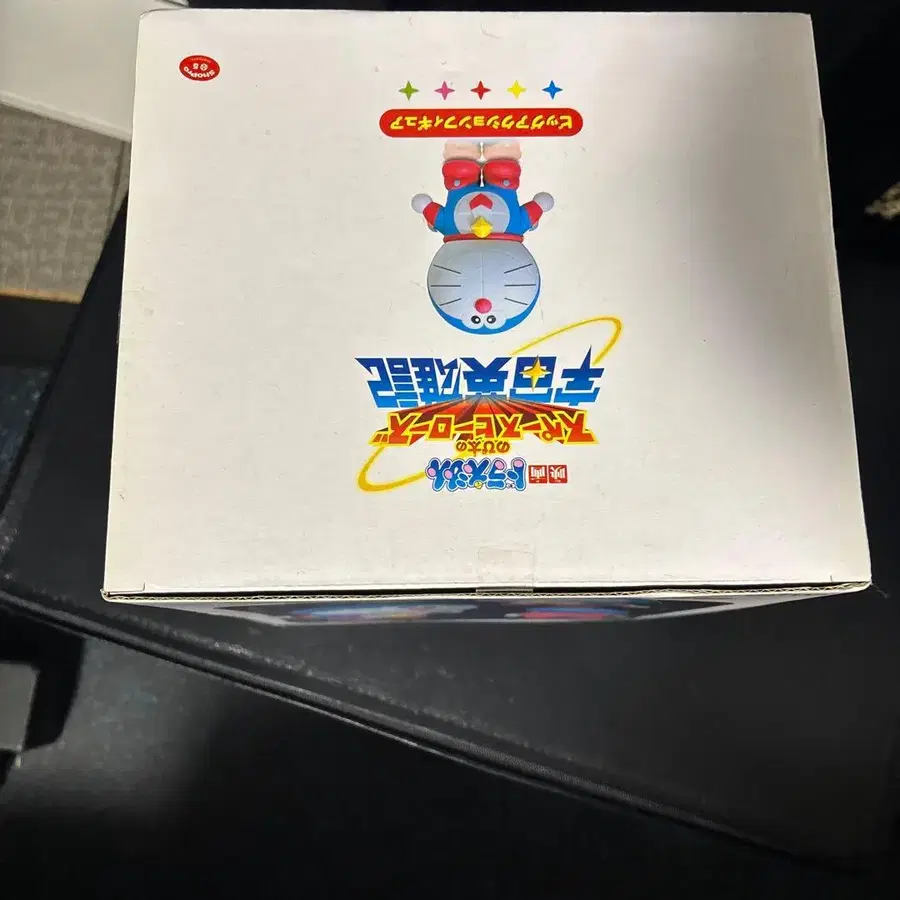 映画
ドラえもん
のび太の
スペースヒーローズ
宇宙英雄記
ビッグアクションフィギュア
ShoPro